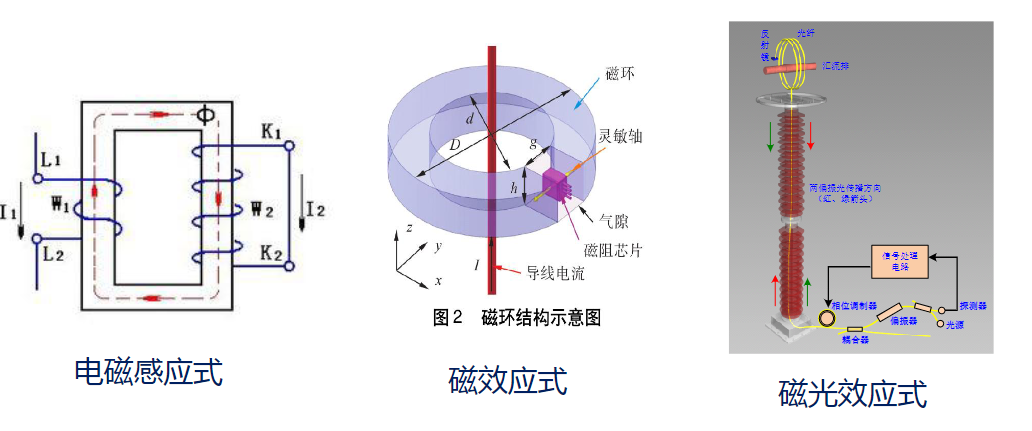 Φ
L1
K1
I1
W1
W2
I2
L2
K2
电磁感应式
磁环
d
D
g
灵敏轴
h
气隙
z
y
x
I
磁阻芯片
导线电流
图2 磁环结构示意图
磁效应式
反射镜
光纤
汇流排
两偏振光传播方向
(红、绿箭头)
信号处理
电路
相位调制器
偏振器
探测器
光源
耦合器
磁光效应式